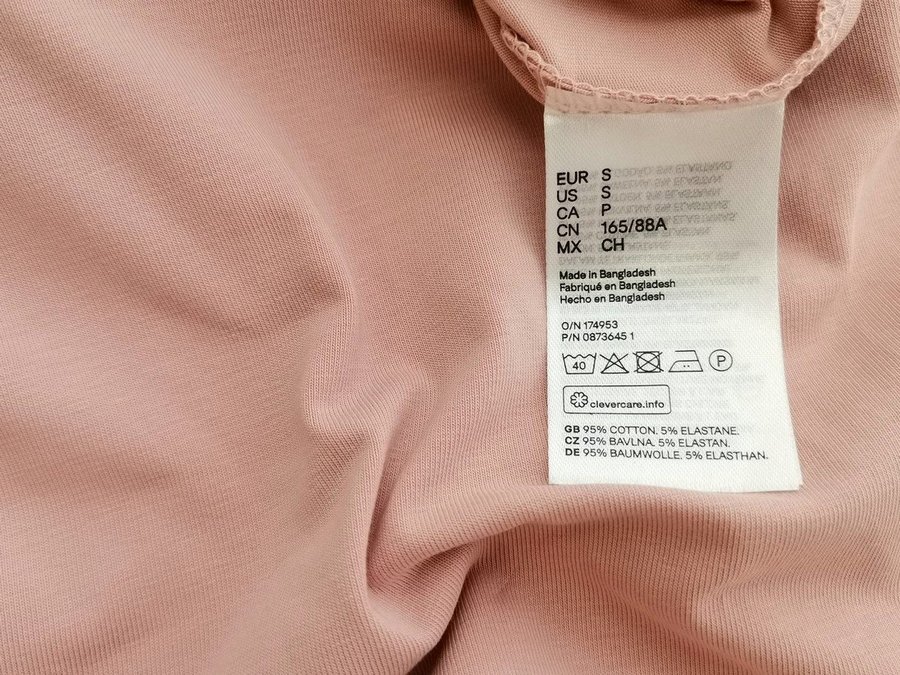 EUR S
US S
CA P
CN 165/88A
MX CH
Made in Bangladesh
Fabriqué en Bangladesh
Hecho en Bangladesh
O/N 174953
P/N 0873645 1
40 P
clevercare.info
GB 95% COTTON. 5% ELASTANE.
CZ 95% BAVLNA. 5% ELASTAN.
DE 95% BAUMWOLLE. 5% ELASTHAN.